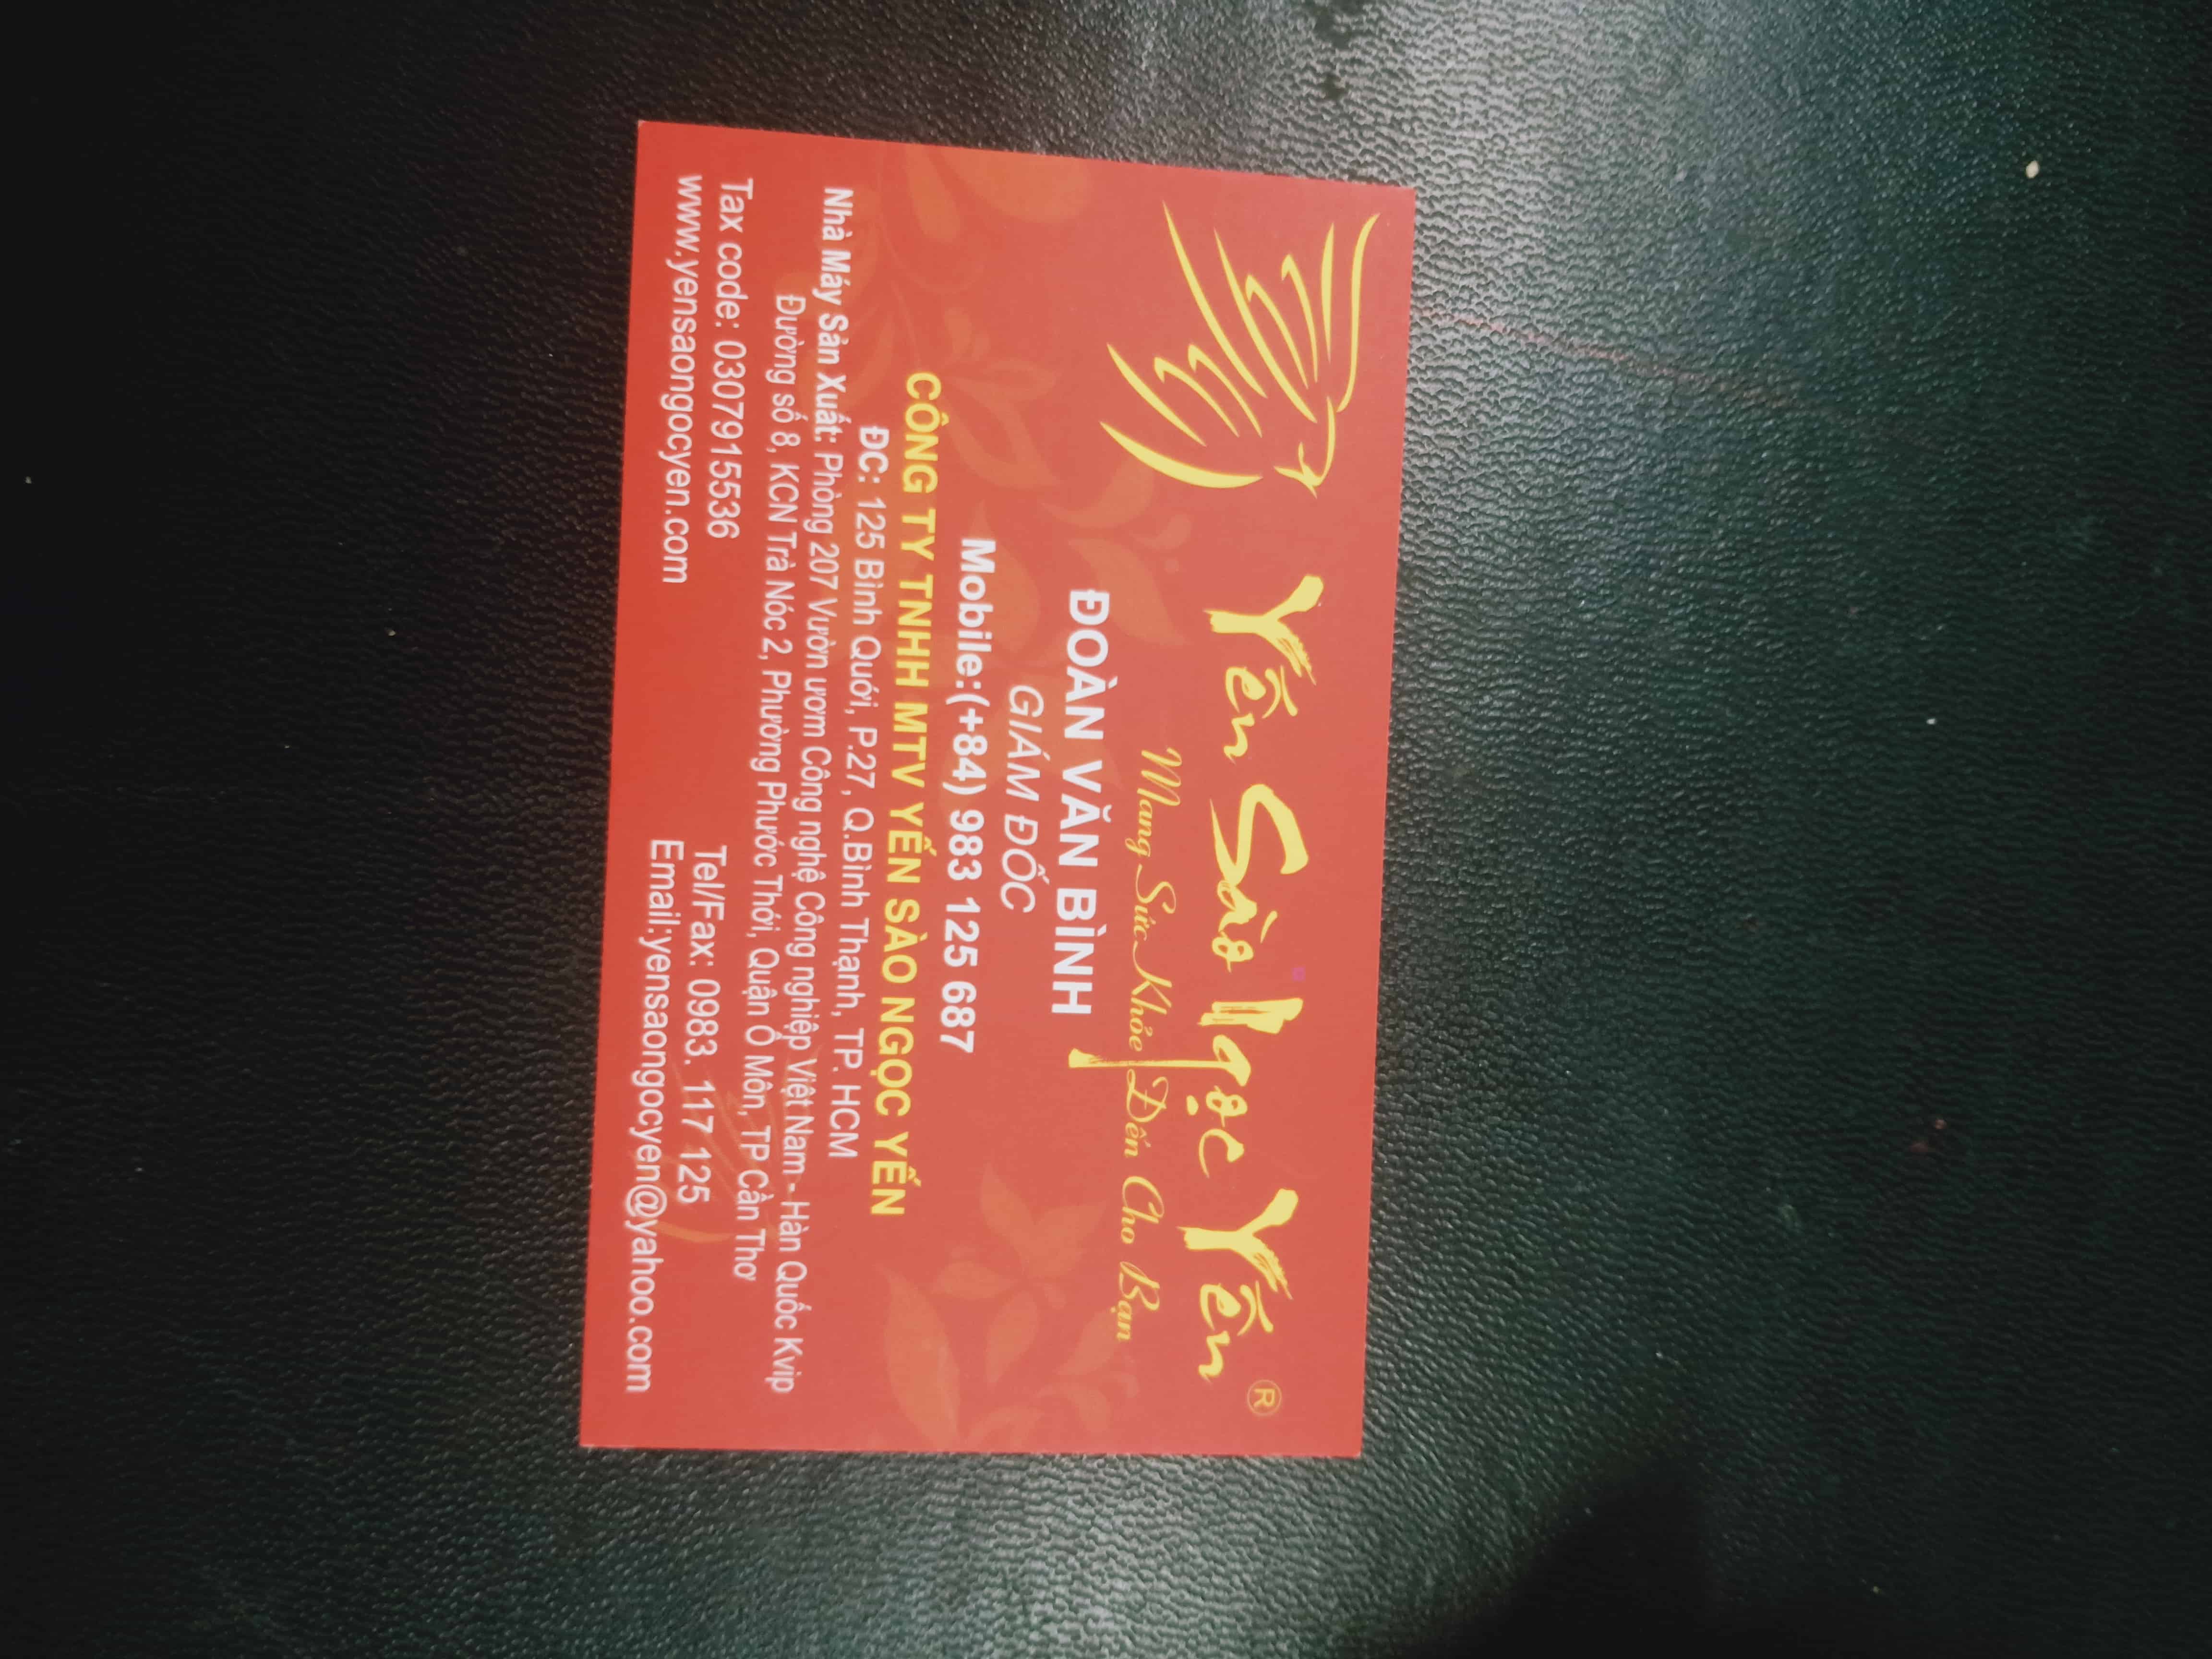 Yến Sào Ngọc Yến ®
Mang Sức Khỏe Đến Cho Bạn
ĐOÀN VĂN BÌNH
GIÁM ĐỐC
Mobile:(+84) 983 125 687
CÔNG TY TNHH MTV YẾN SÀO NGỌC YẾN
ĐC: 125 Bình Quới, P.27, Q.Bình Thạnh, TP. HCM
Nhà Máy Sản Xuất: Phòng 207 Vườn ươm Công nghệ Công nghiệp Việt Nam - Hàn Quốc Kvip
Đường số 8, KCN Trà Nóc 2, Phường Phước Thới, Quận Ô Môn, TP Cần Thơ
Tax code: 0307915536 Tel/Fax: 0983. 117 125
www.yensaongocyen.com Email:yensaongocyen@yahoo.com